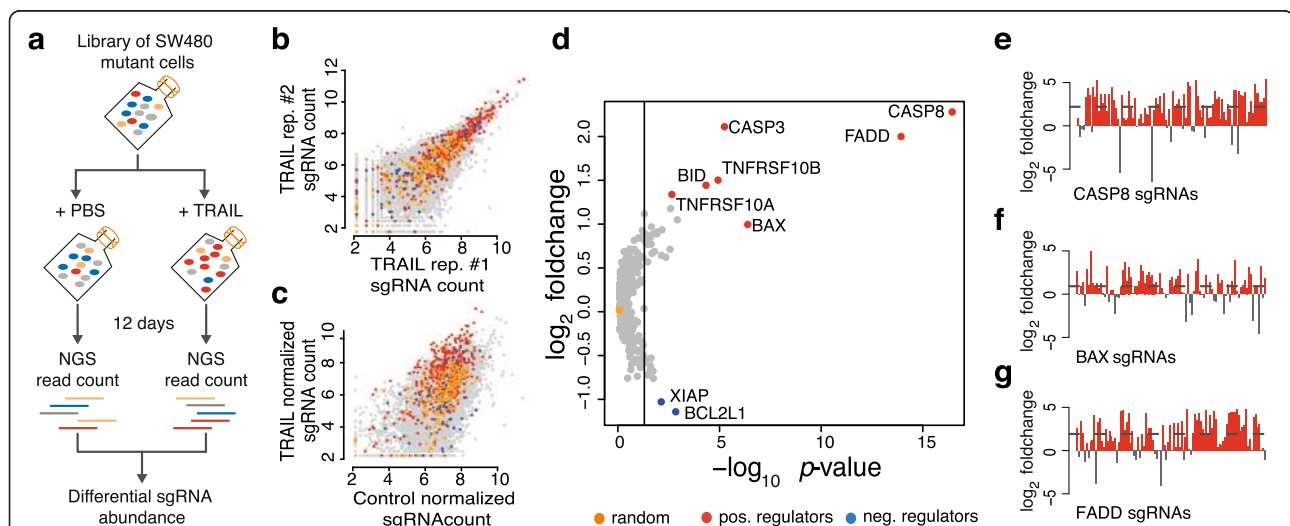 a
Library of SW480
mutant cells
+ PBS
+ TRAIL
12 days
NGS
read count
NGS
read count
Differential sgRNA
abundance
b
TRAIL rep. #2
sgRNA count
12
10
8
6
4
2
2 4 6 8 10
TRAIL rep. #1
sgRNA count
c
TRAIL normalized
sgRNA count
10
8
6
4
2
2 4 6 8 10
Control normalized
sgRNAcount
d
log2 foldchange
2.0
1.5
1.0
0.5
0.0
−0.5
−1.0
CASP8
CASP3
FADD
TNFRSF10B
BID
TNFRSF10A
BAX
XIAP
BCL2L1
0 5 10 15
−log10 p-value
random
pos. regulators
neg. regulators
e
log2 foldchange
5
0
−5
CASP8 sgRNAs
f
log2 foldchange
5
0
−5
BAX sgRNAs
g
log2 foldchange
5
0
−5
FADD sgRNAs